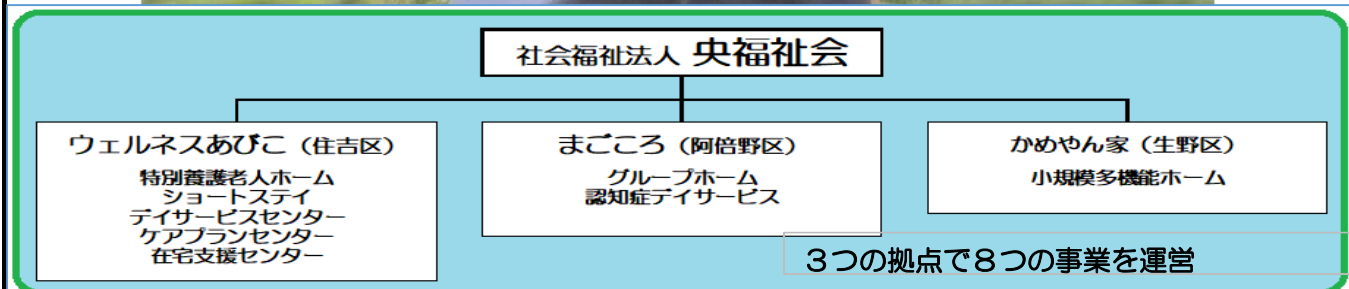 社会福祉法人 央福祉会
ウェルネスあびこ（住吉区）
特別養護老人ホーム
ショートステイ
デイサービスセンター
ケアプランセンター
在宅支援センター
まごころ（阿倍野区）
グループホーム
認知症デイサービス
かめやん家（生野区）
小規模多機能ホーム
３つの拠点で８つの事業を運営